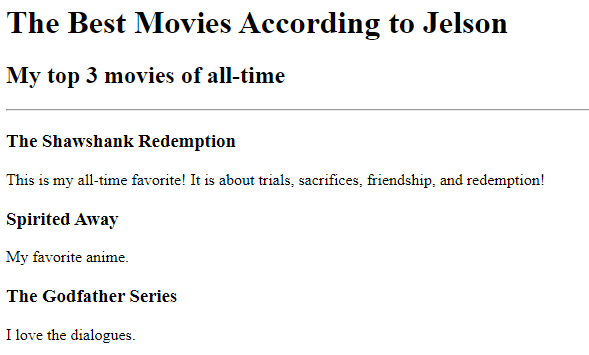 The Best Movies According to Jelson
My top 3 movies of all-time
The Shawshank Redemption
This is my all-time favorite! It is about trials, sacrifices, friendship, and redemption!
Spirited Away
My favorite anime.
The Godfather Series
I love the dialogues.